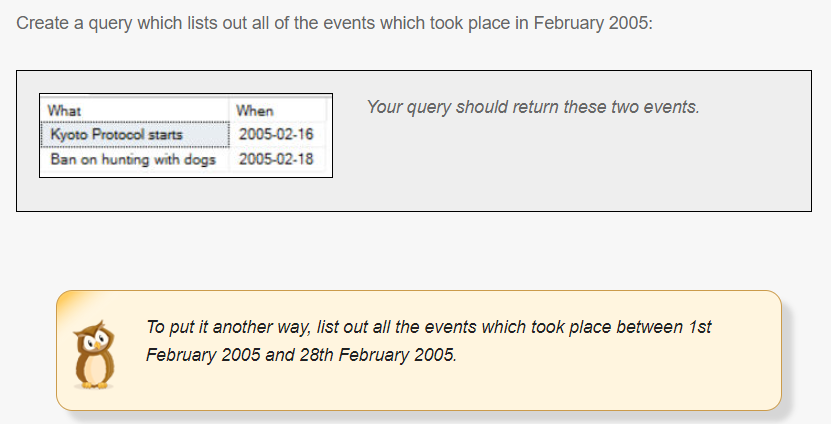 Create a query which lists out all of the events which took place in February 2005:
What When
Kyoto Protocol starts 2005-02-16
Ban on hunting with dogs 2005-02-18
Your query should return these two events.
To put it another way, list out all the events which took place between 1st
February 2005 and 28th February 2005.